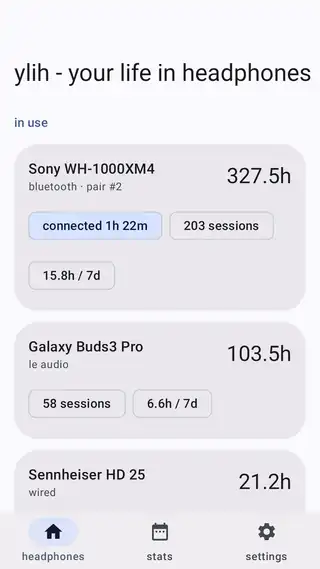 ylih - your life in headphones
in use
Sony WH-1000XM4
327.5h
bluetooth · pair #2
connected 1h 22m
203 sessions
15.8h / 7d
Galaxy Buds3 Pro
103.5h
le audio
58 sessions
6.6h / 7d
Sennheiser HD 25
21.2h
wired
headphones
stats
settings